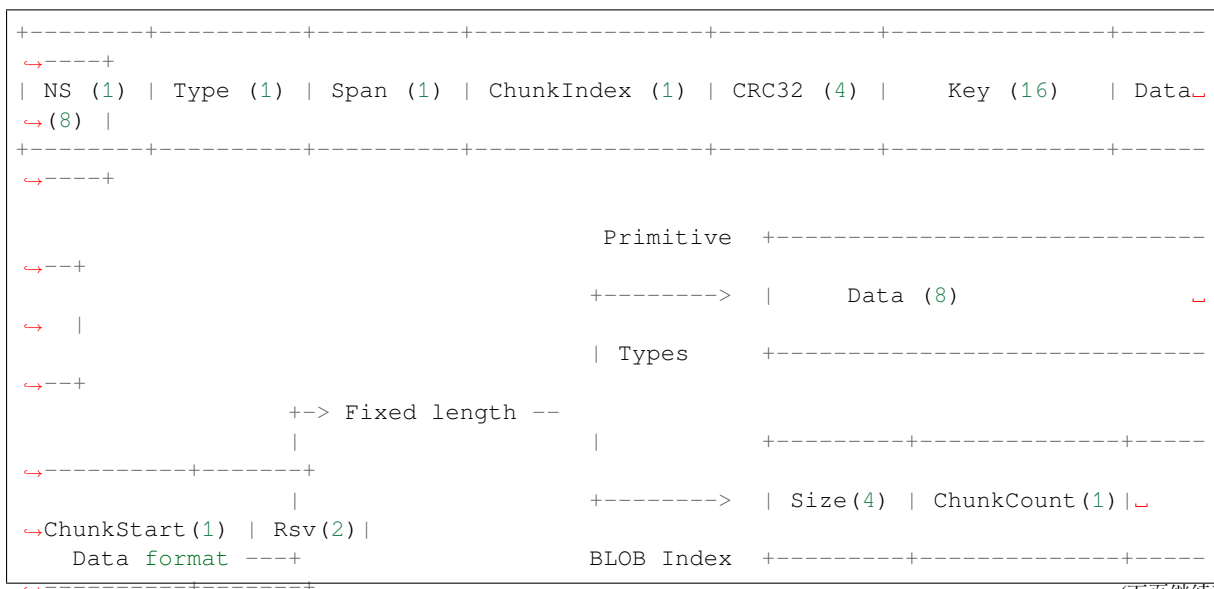 +--------+----------+----------+----------------+-----------+---------------+------
↪----+
| NS (1) | Type (1) | Span (1) | ChunkIndex (1) | CRC32 (4) |    Key (16)   | Data␣
↪(8) |
+--------+----------+----------+----------------+-----------+---------------+------
↪----+
                                         Primitive  +------------------------------
↪--+
                                        +-------->  |     Data (8)                ␣
↪  |
                                        | Types     +------------------------------
↪--+
                   +-> Fixed length --
                   |                    |           +---------+--------------+-----
↪----------+-------+
                   |                    +-------->  | Size(4) | ChunkCount(1)|␣
↪ChunkStart(1) | Rsv(2)|
    Data format ---+                    BLOB Index  +---------+--------------+-----
↪----------+-------+